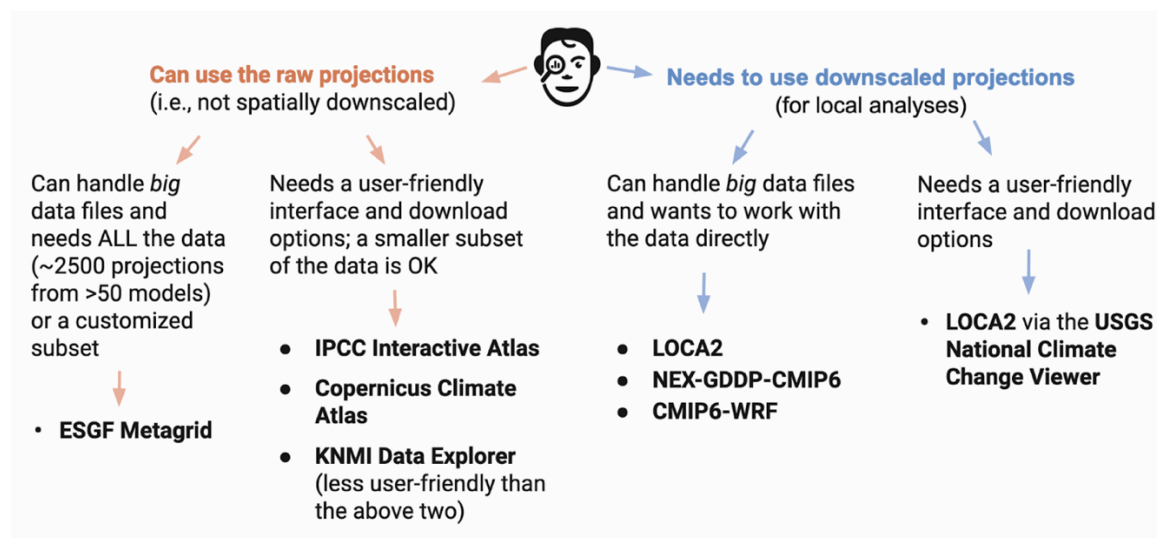 Can use the raw projections
(i.e., not spatially downscaled)
Needs to use downscaled projections
(for local analyses)
Can handle big
data files and
needs ALL the data
(~2500 projections
from >50 models)
or a customized
subset
• ESGF Metagrid
Needs a user-friendly
interface and download
options; a smaller subset
of the data is OK
● IPCC Interactive Atlas
● Copernicus Climate
Atlas
● KNMI Data Explorer
(less user-friendly than
the above two)
Can handle big data files
and wants to work with
the data directly
● LOCA2
● NEX-GDDP-CMIP6
● CMIP6-WRF
Needs a user-friendly
interface and download
options
• LOCA2 via the USGS
National Climate
Change Viewer